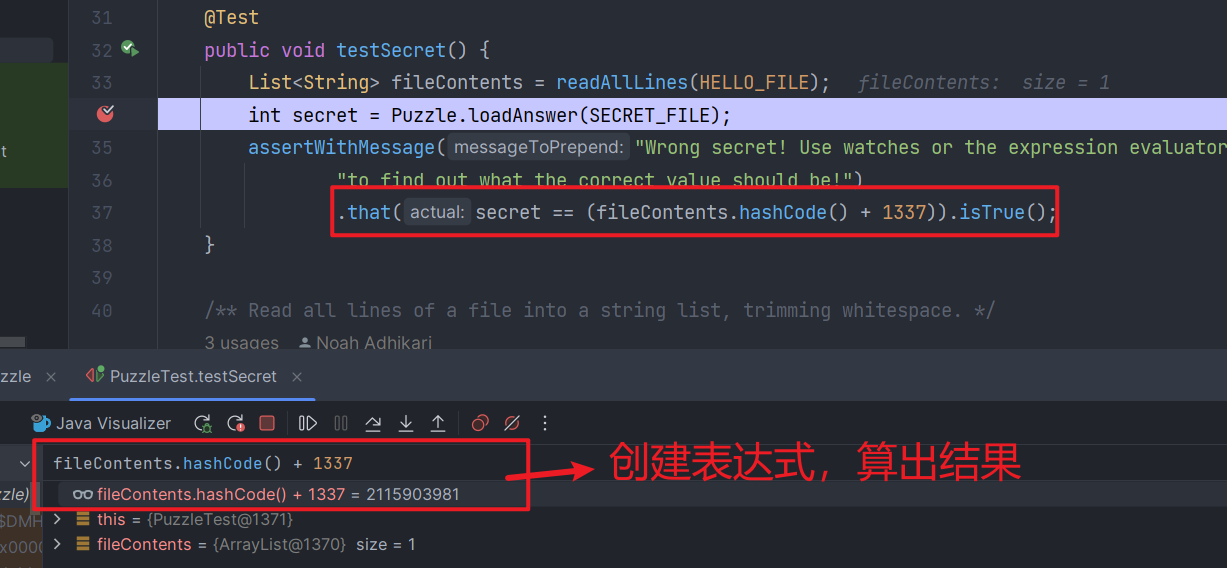 31 @Test
32 public void testSecret() {
33 List<String> fileContents = readAllLines(HELLO_FILE); fileContents: size = 1
int secret = Puzzle.loadAnswer(SECRET_FILE);
35 assertWithMessage( messageToPrepend: "Wrong secret! Use watches or the expression evaluator
36 "to find out what the correct value should be!")
37 .that( actual: secret == (fileContents.hashCode() + 1337)).isTrue();
38 }
39
40 /** Read all lines of a file into a string list, trimming whitespace. */
3 usages Noah Adhikari
t
zzle × PuzzleTest.testSecret ×
Java Visualizer
fileContents.hashCode() + 1337
创建表达式，算出结果
zzle) fileContents.hashCode() + 1337 = 2115903981
$DMH this = {PuzzleTest@1371}
x0000 fileContents = {ArrayList@1370} size = 1